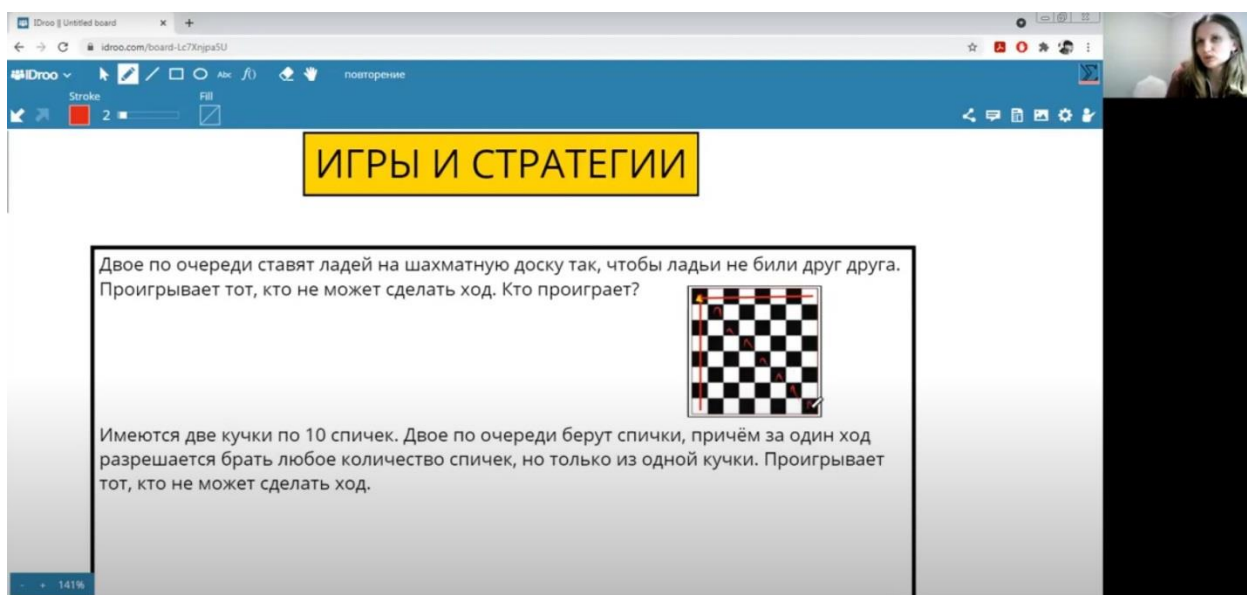 IDroo || Untitled board
idroo.com/board-Lc7Xnjpa5U
IDroo
Abc
f()
повторение
Stroke
Fill
2
ИГРЫ И СТРАТЕГИИ
Двое по очереди ставят ладей на шахматную доску так, чтобы ладьи не били друг друга.
Проигрывает тот, кто не может сделать ход. Кто проиграет?
Имеются две кучки по 10 спичек. Двое по очереди берут спички, причём за один ход
разрешается брать любое количество спичек, но только из одной кучки. Проигрывает
тот, кто не может сделать ход.
- + 141%